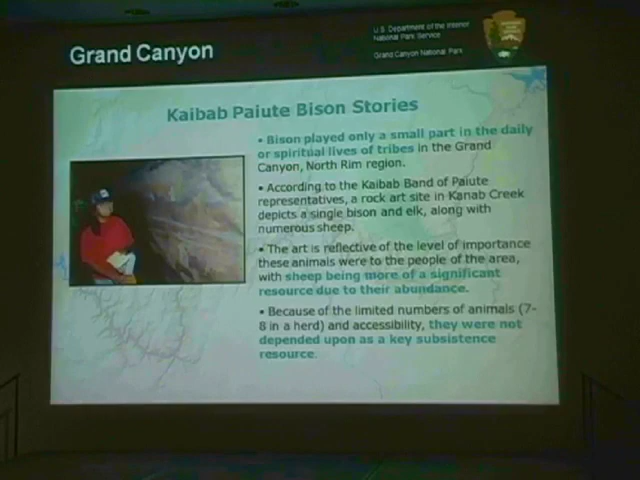 Grand Canyon
U.S. Department of the Interior
National Park Service
Grand Canyon National Park
Kaibab Paiute Bison Stories
• Bison played only a small part in the daily
or spiritual lives of tribes in the Grand
Canyon, North Rim region.
• According to the Kaibab Band of Paiute
representatives, a rock art site in Kanab Creek
depicts a single bison and elk, along with
numerous sheep.
• The art is reflective of the level of importance
these animals were to the people of the area,
with sheep being more of a significant
resource due to their abundance.
• Because of the limited numbers of animals (7-
8 in a herd) and accessibility, they were not
depended upon as a key subsistence
resource.